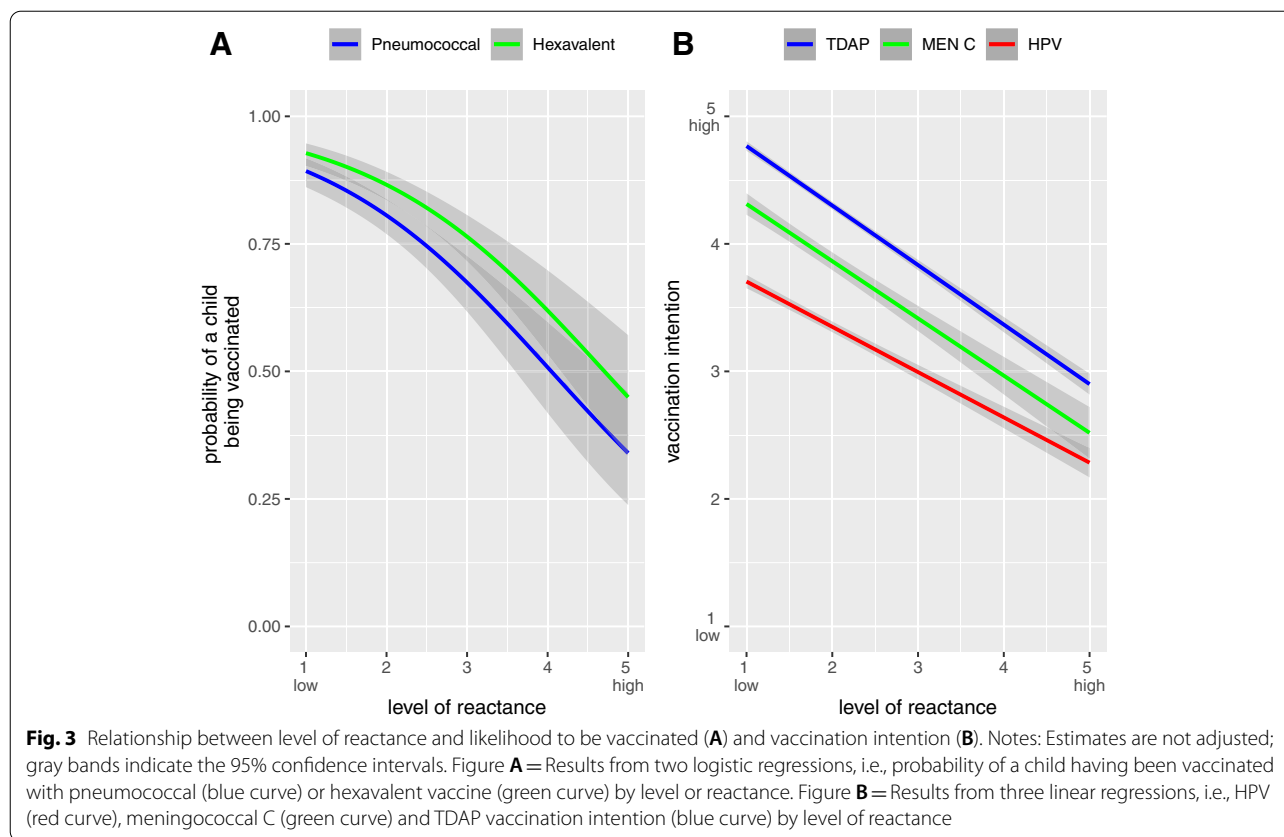 A
Pneumococcal Hexavalent
1.00
0.75
0.50
0.25
0.00
probability of a child
being vaccinated
1 2 3 4 5
low high
level of reactance
B
TDAP MEN C HPV
5
high
4
3
2
1
low
vaccination intention
1 2 3 4 5
low high
level of reactance
Fig. 3 Relationship between level of reactance and likelihood to be vaccinated (A) and vaccination intention (B). Notes: Estimates are not adjusted;
gray bands indicate the 95% confidence intervals. Figure A = Results from two logistic regressions, i.e., probability of a child having been vaccinated
with pneumococcal (blue curve) or hexavalent vaccine (green curve) by level or reactance. Figure B = Results from three linear regressions, i.e., HPV
(red curve), meningococcal C (green curve) and TDAP vaccination intention (blue curve) by level of reactance